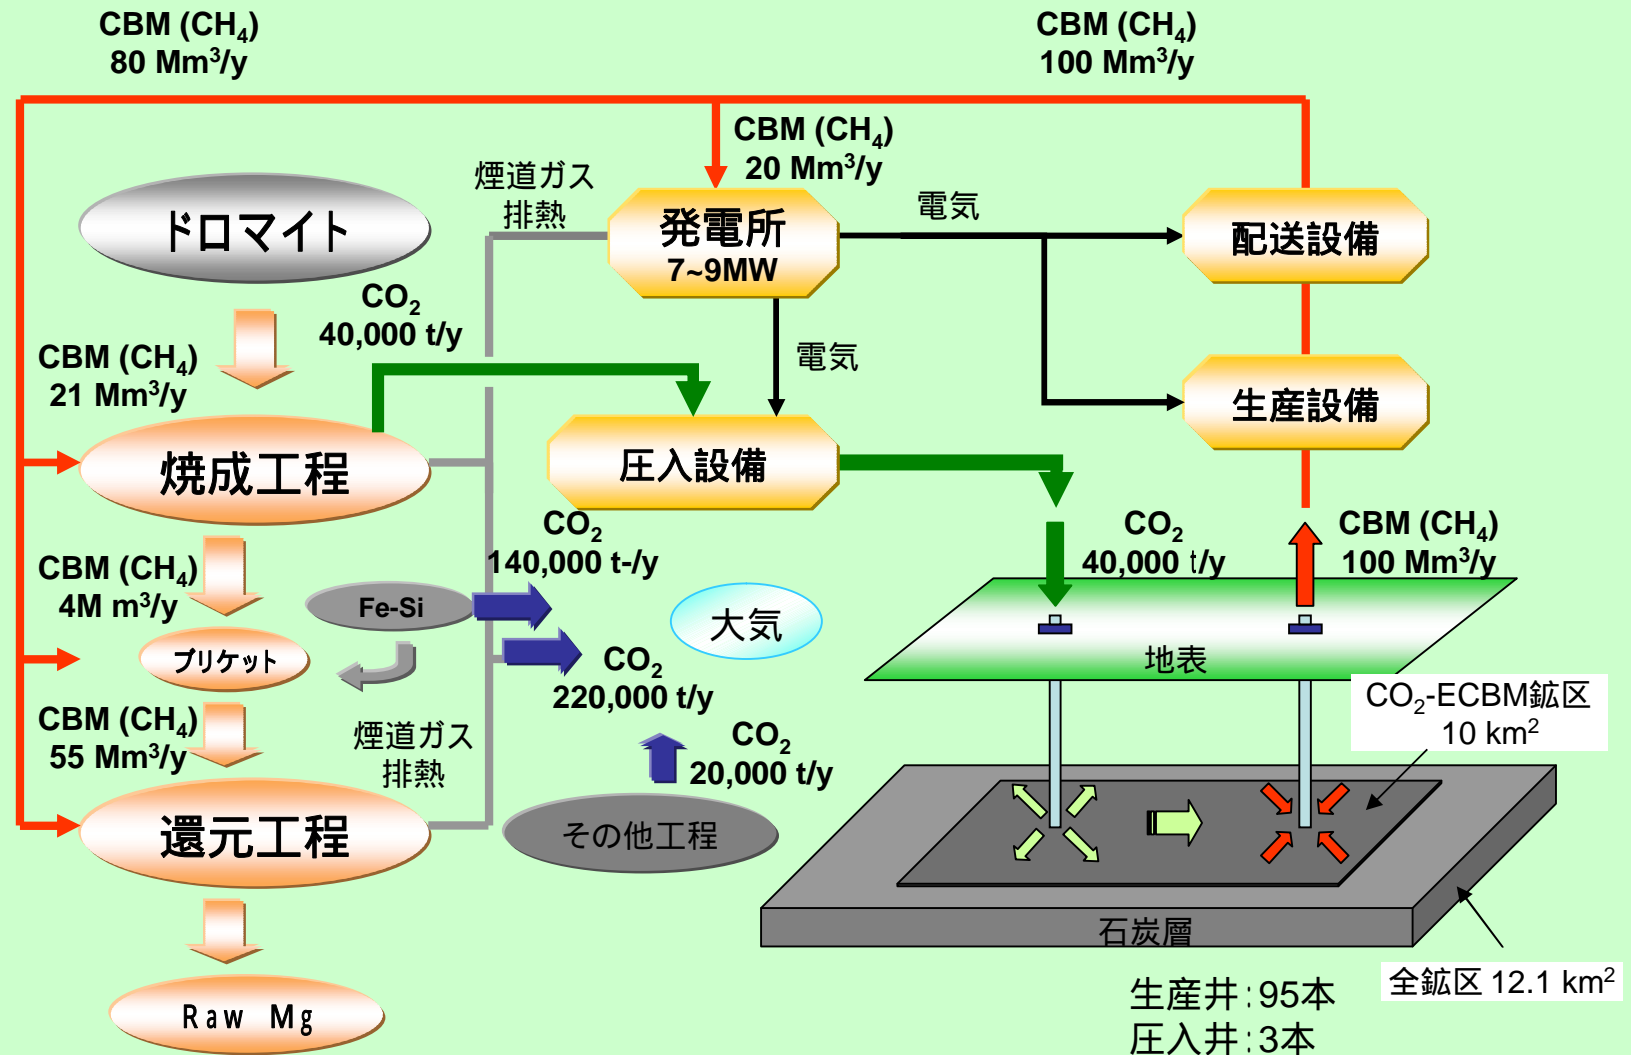 CBM (CH₄)
80 Mm³/y
CBM (CH₄)
100 Mm³/y
CBM (CH₄)
20 Mm³/y
煙道ガス
排熱
ドロマイト
発電所
7~9MW
電気
配送設備
CO₂
40,000 t/y
CBM (CH₄)
21 Mm³/y
電気
生産設備
焼成工程
圧入設備
CO₂
140,000 t-/y
CO₂
40,000 t/y
CBM (CH₄)
100 Mm³/y
CBM (CH₄)
4M m³/y
Fe-Si
大気
ブリケット
地表
CO₂
220,000 t/y
CO₂-ECBM鉱区
10 km²
CBM (CH₄)
55 Mm³/y
煙道ガス
排熱
CO₂
20,000 t/y
還元工程
その他工程
石炭層
全鉱区 12.1 km²
Raw Mg
生産井:95本
圧入井:3本